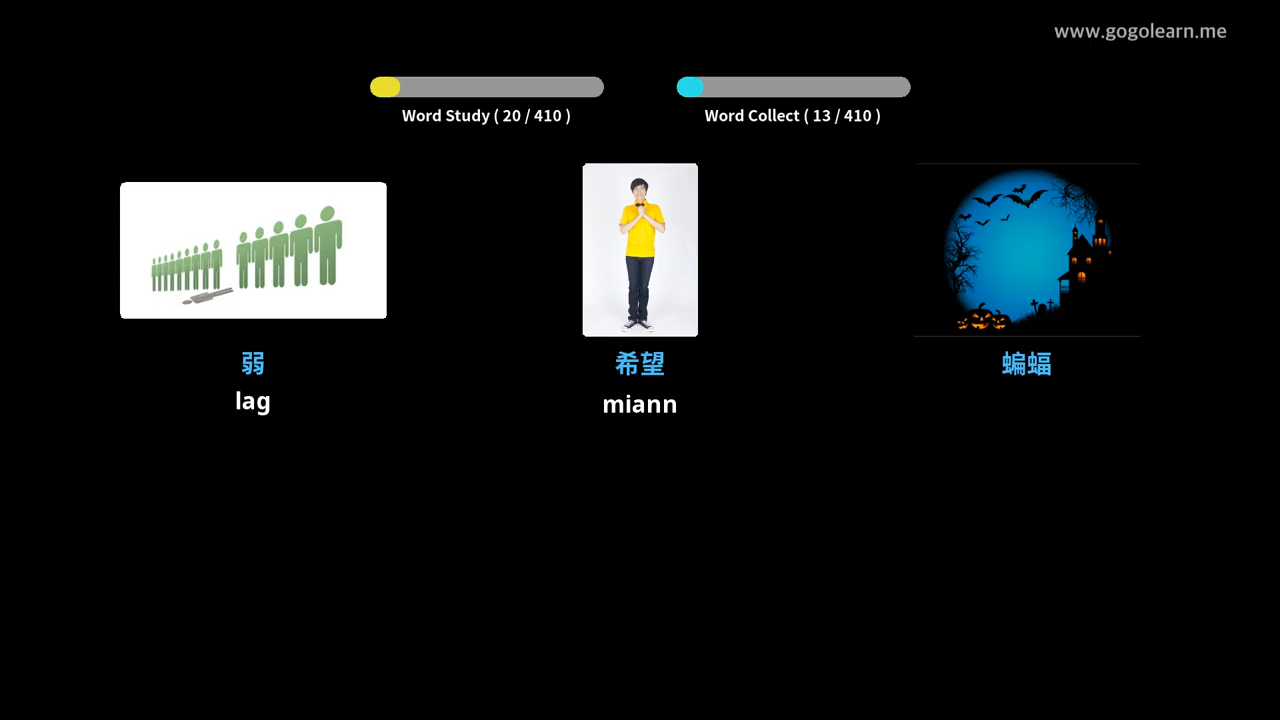 www.gogolearn.me
Word Study ( 20 / 410 )
Word Collect ( 13 / 410 )
弱
lag
希望
miann
蝙蝠